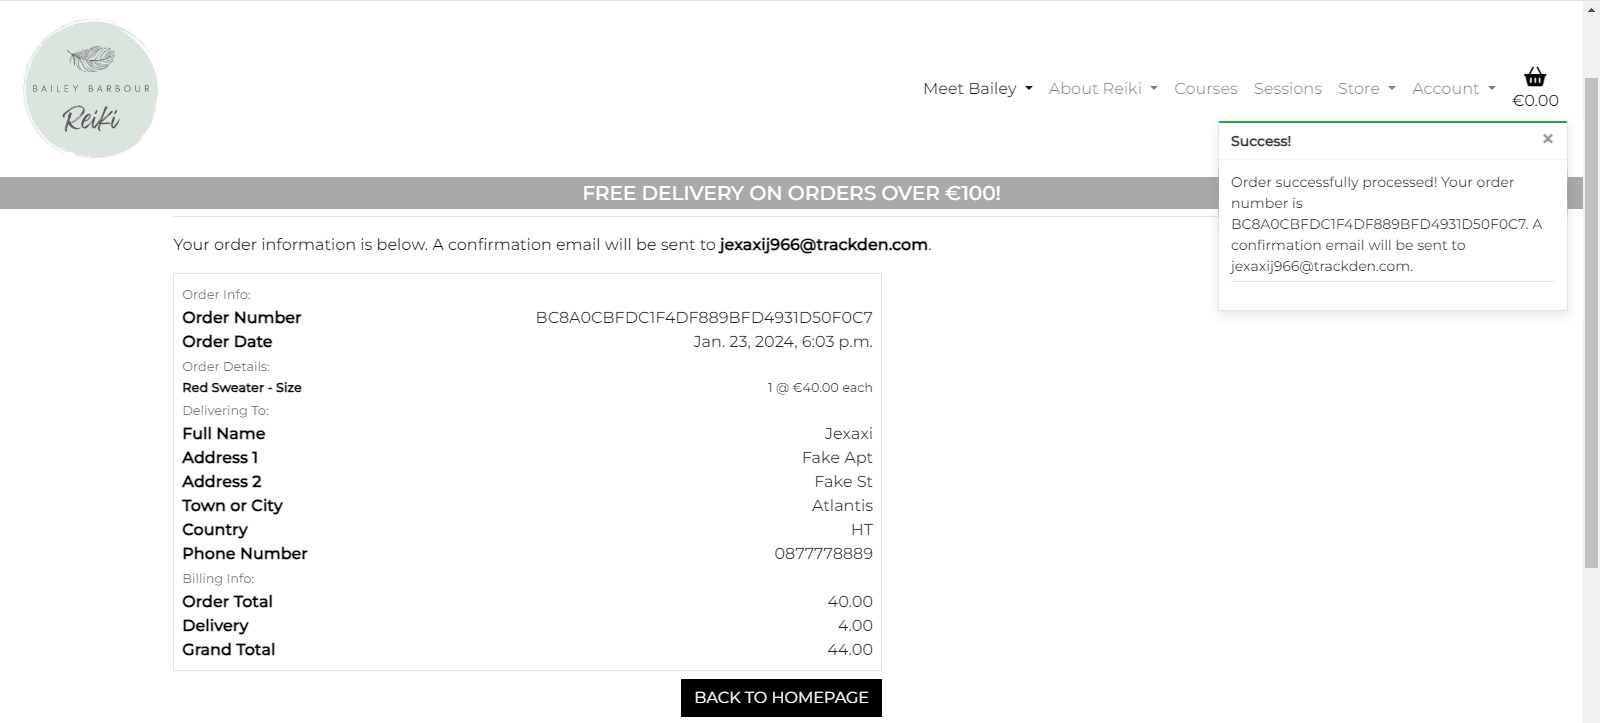 BAILEY BARBOUR
Reiki
Meet Bailey About Reiki Courses Sessions Store Account
€0.00
Success! ×
Order successfully processed! Your order
number is
BC8A0CBFDC1F4DF889BFD4931D50F0C7. A
confirmation email will be sent to
jexaxij966@trackden.com.
FREE DELIVERY ON ORDERS OVER €100!
Your order information is below. A confirmation email will be sent to jexaxij966@trackden.com.
Order Info:
Order Number BC8A0CBFDC1F4DF889BFD4931D50F0C7
Order Date Jan. 23, 2024, 6:03 p.m.
Order Details:
Red Sweater - Size 1 @ €40.00 each
Delivering To:
Full Name Jexaxi
Address 1 Fake Apt
Address 2 Fake St
Town or City Atlantis
Country HT
Phone Number 0877778889
Billing Info:
Order Total 40.00
Delivery 4.00
Grand Total 44.00
BACK TO HOMEPAGE